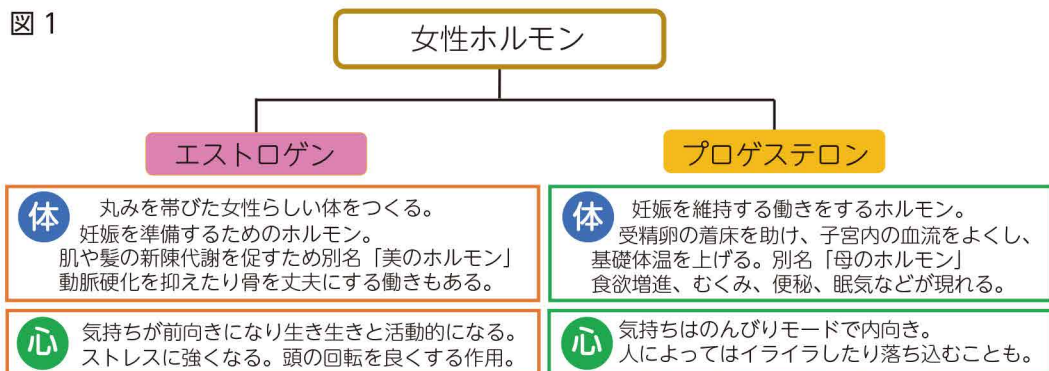 図 1
女性ホルモン
エストロゲン
プロゲステロン
体
丸みを帯びた女性らしい体をつくる。
妊娠を準備するためのホルモン。
肌や髪の新陳代謝を促すため別名「美のホルモン」
動脈硬化を抑えたり骨を丈夫にする働きもある。
心
気持ちが前向きになり生き生きと活動的になる。
ストレスに強くなる。頭の回転を良くする作用。
体
妊娠を維持する働きをするホルモン。
受精卵の着床を助け、子宮内の血流をよくし、
基礎体温を上げる。別名「母のホルモン」
食欲増進、むくみ、便秘、眠気などが現れる。
心
気持ちはのんびりモードで内向き。
人によってはイライラしたり落ち込むことも。